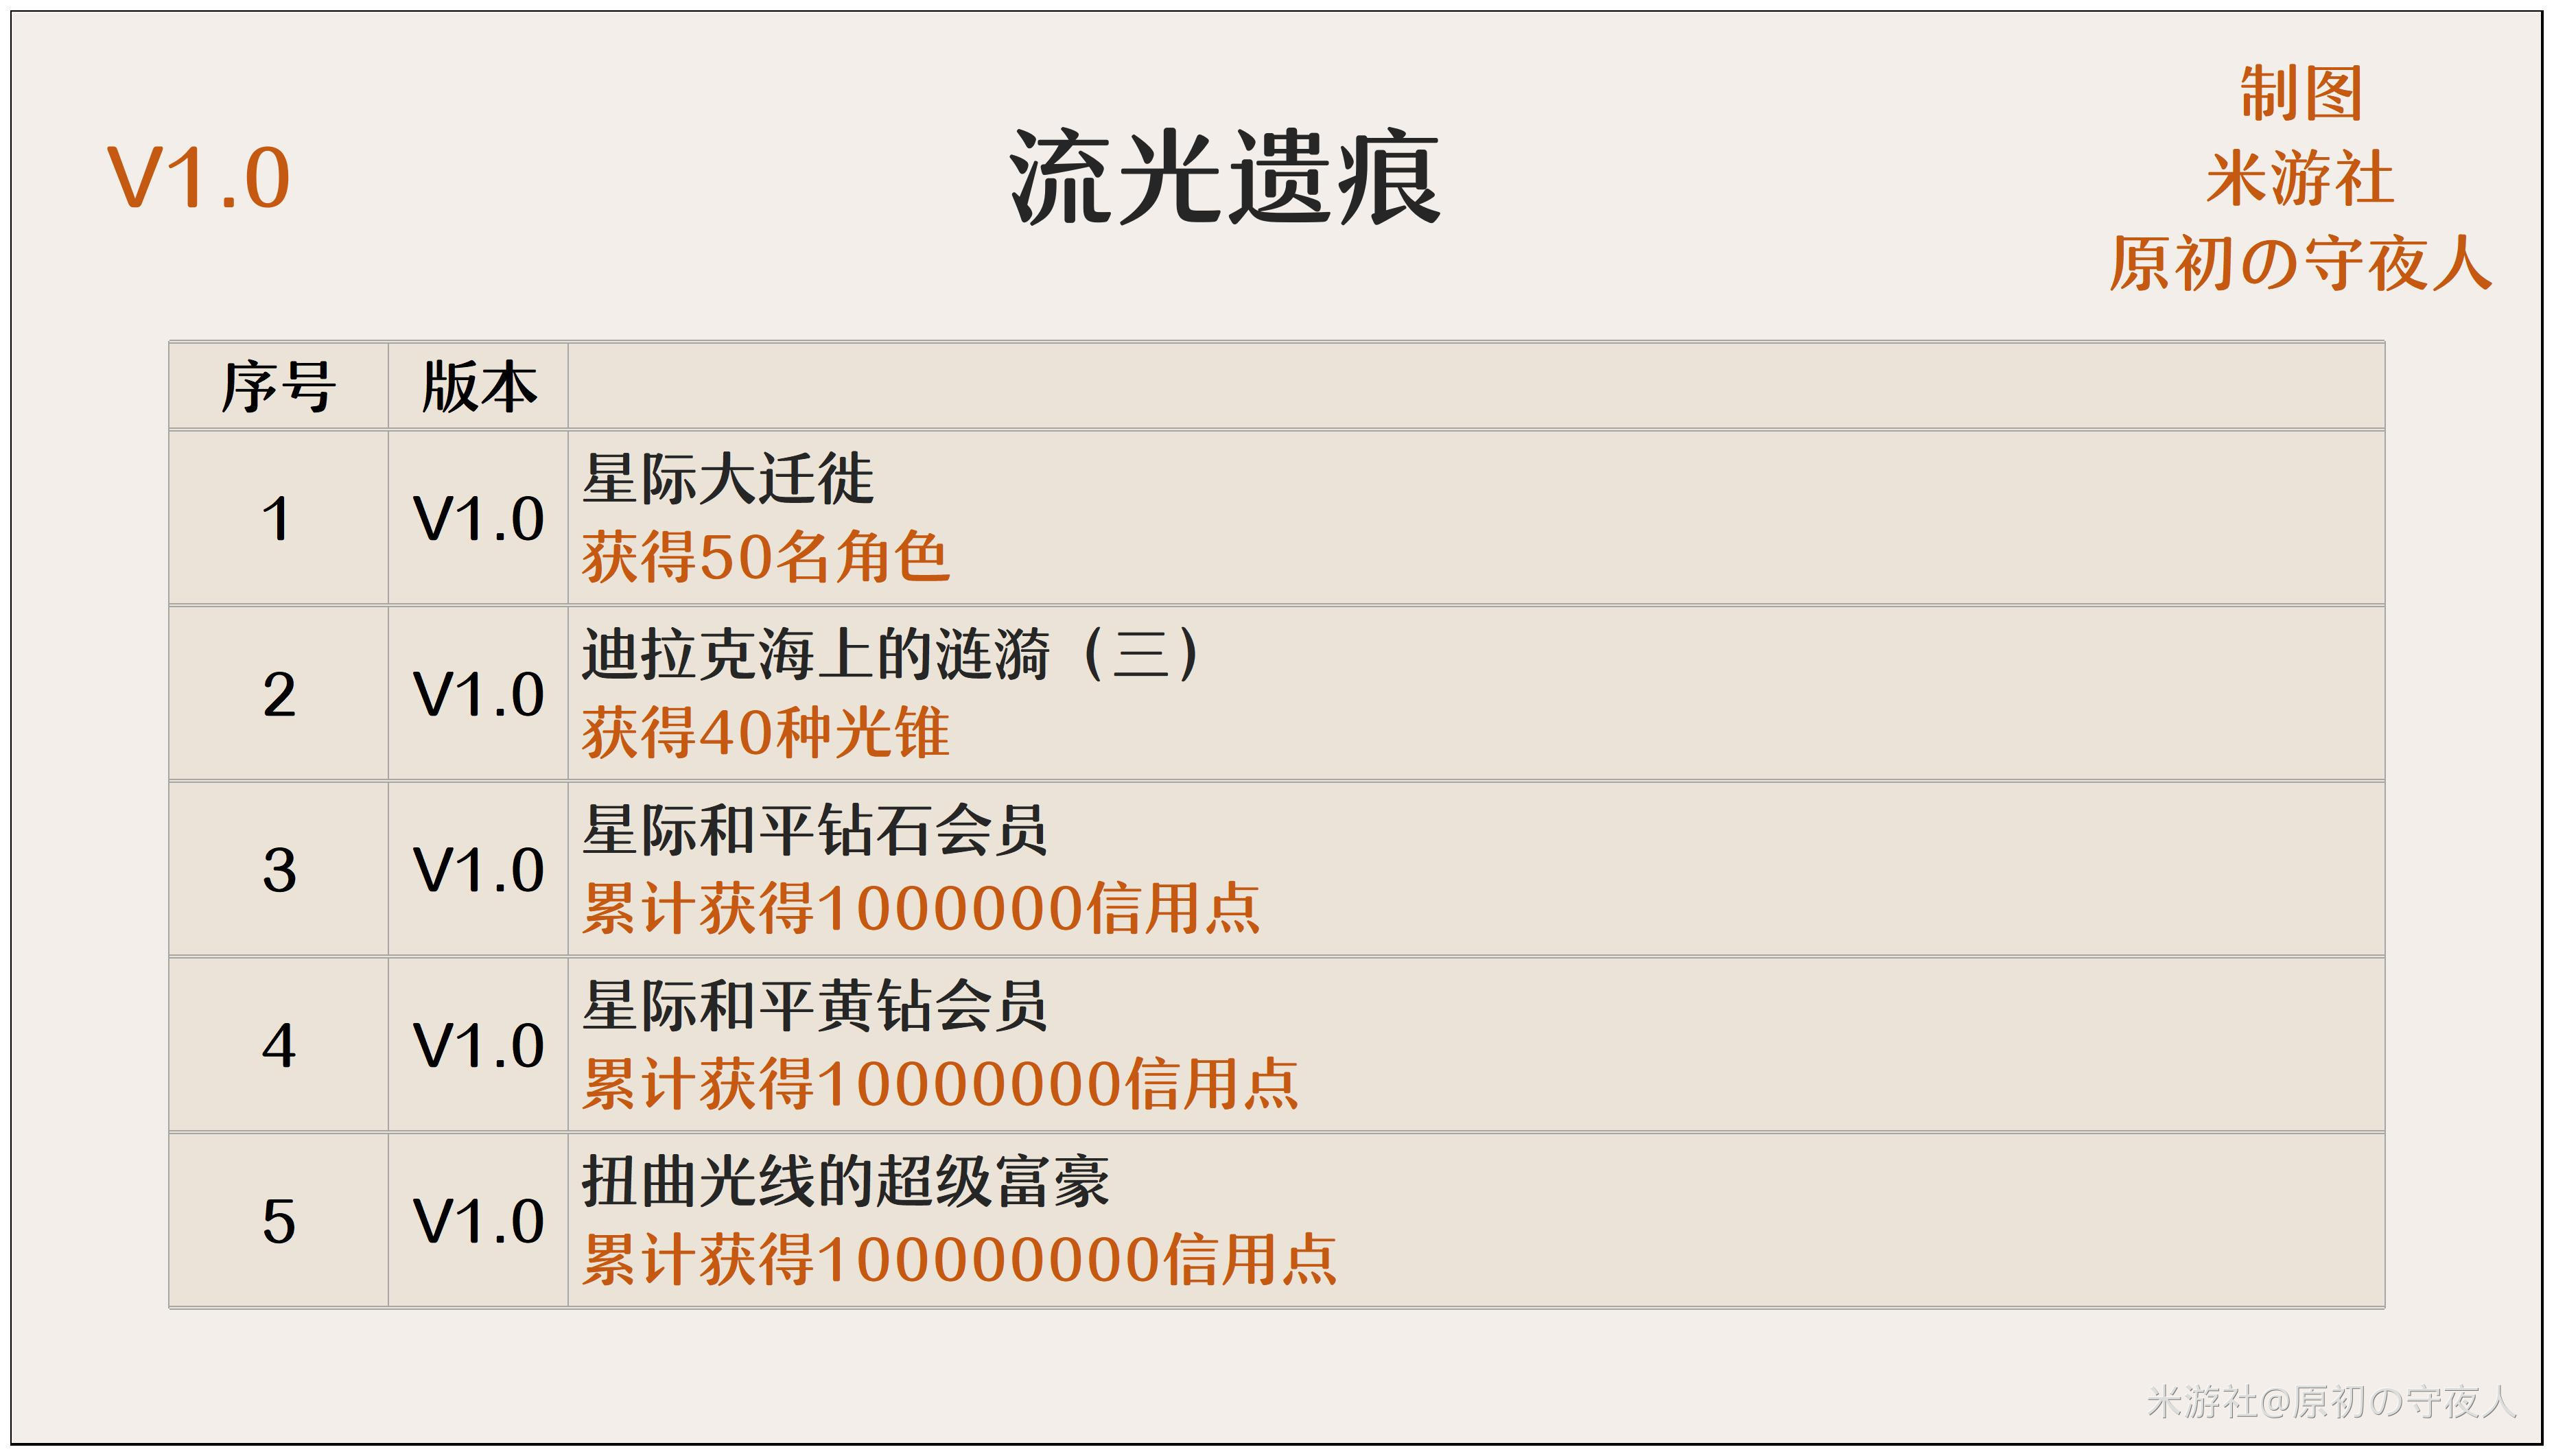 V1.0
流光遗痕
制图
米游社
原初の守夜人
序号 版本
1 V1.0
星际大迁徙
获得50名角色
2 V1.0
迪拉克海上的涟漪（三）
获得40种光锥
3 V1.0
星际和平钻石会员
累计获得1000000信用点
4 V1.0
星际和平黄钻会员
累计获得10000000信用点
5 V1.0
扭曲光线的超级富豪
累计获得100000000信用点
米游社@原初の守夜人